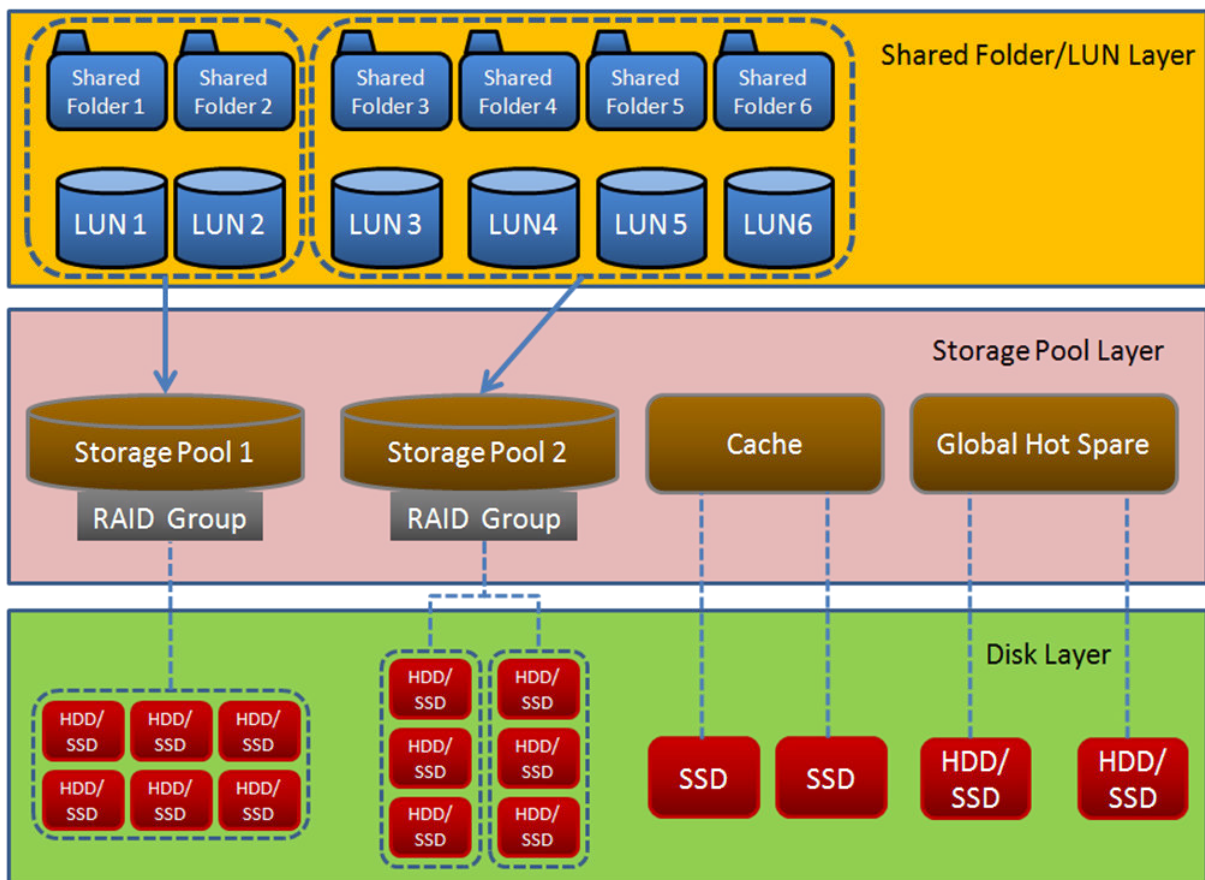 Shared Folder/LUN Layer
Shared
Folder 1
Shared
Folder 2
Shared
Folder 3
Shared
Folder 4
Shared
Folder 5
Shared
Folder 6
LUN 1
LUN 2
LUN 3
LUN4
LUN 5
LUN6
Storage Pool Layer
Storage Pool 1
RAID Group
Storage Pool 2
RAID Group
Cache
Global Hot Spare
Disk Layer
HDD/
SSD
HDD/
SSD
HDD/
SSD
HDD/
SSD
HDD/
SSD
HDD/
SSD
HDD/
SSD
HDD/
SSD
HDD/
SSD
HDD/
SSD
HDD/
SSD
HDD/
SSD
SSD
SSD
HDD/
SSD
HDD/
SSD